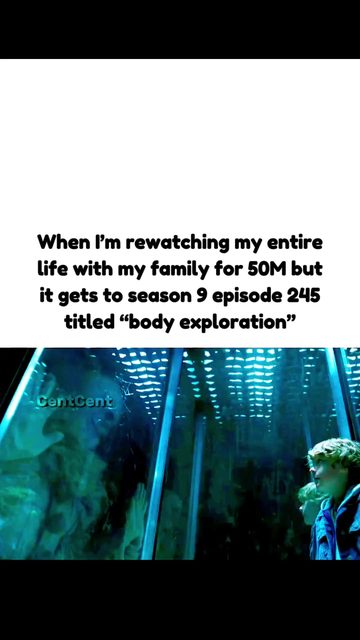 When I’m rewatching my entire
life with my family for 50M but
it gets to season 9 episode 245
titled “body exploration”
CentCent